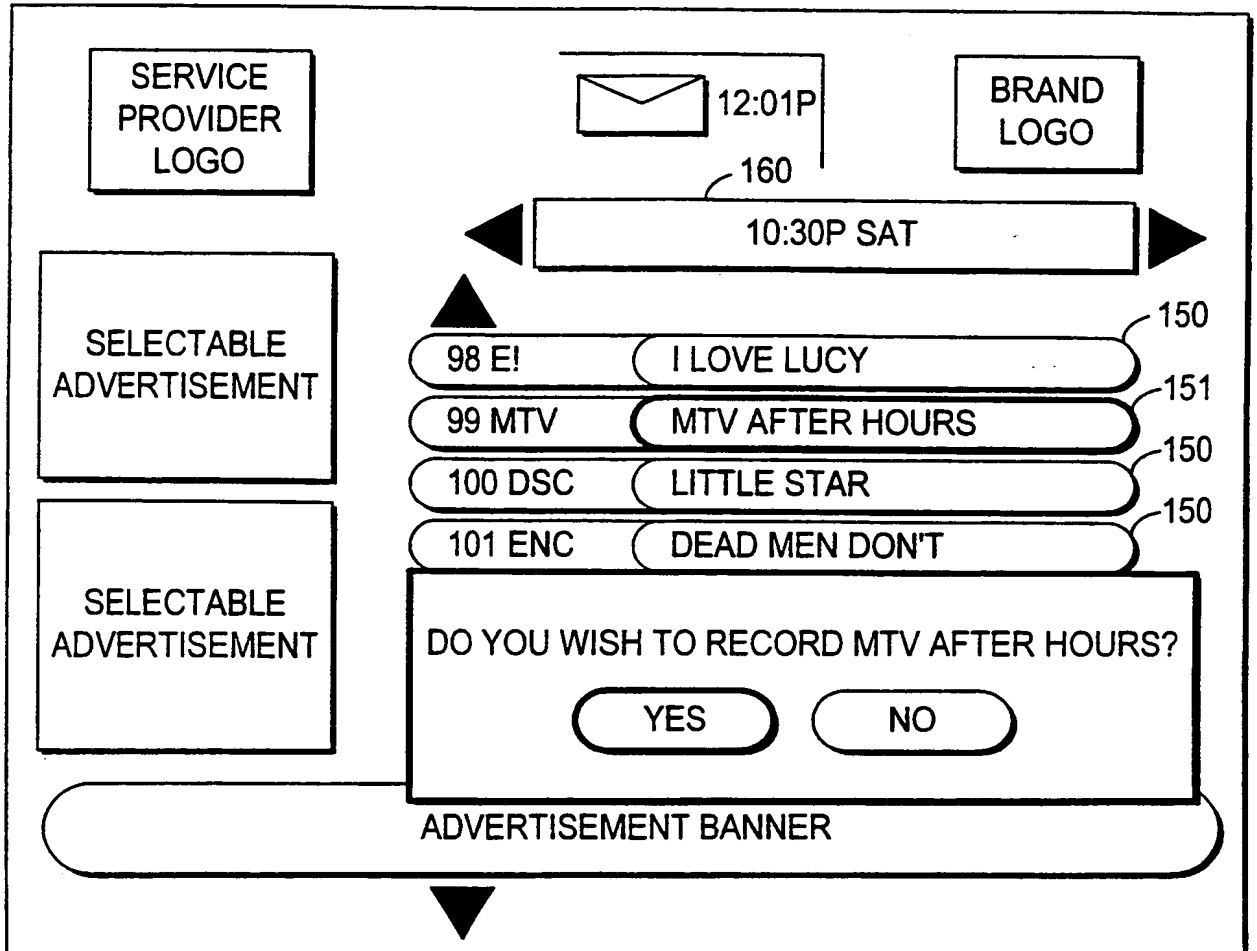 SERVICE
PROVIDER
LOGO
12:01P
BRAND
LOGO
160
10:30P SAT
SELECTABLE
ADVERTISEMENT
150
98 E! I LOVE LUCY
151
99 MTV MTV AFTER HOURS
150
100 DSC LITTLE STAR
150
101 ENC DEAD MEN DON'T
SELECTABLE
ADVERTISEMENT
DO YOU WISH TO RECORD MTV AFTER HOURS?
YES NO
ADVERTISEMENT BANNER